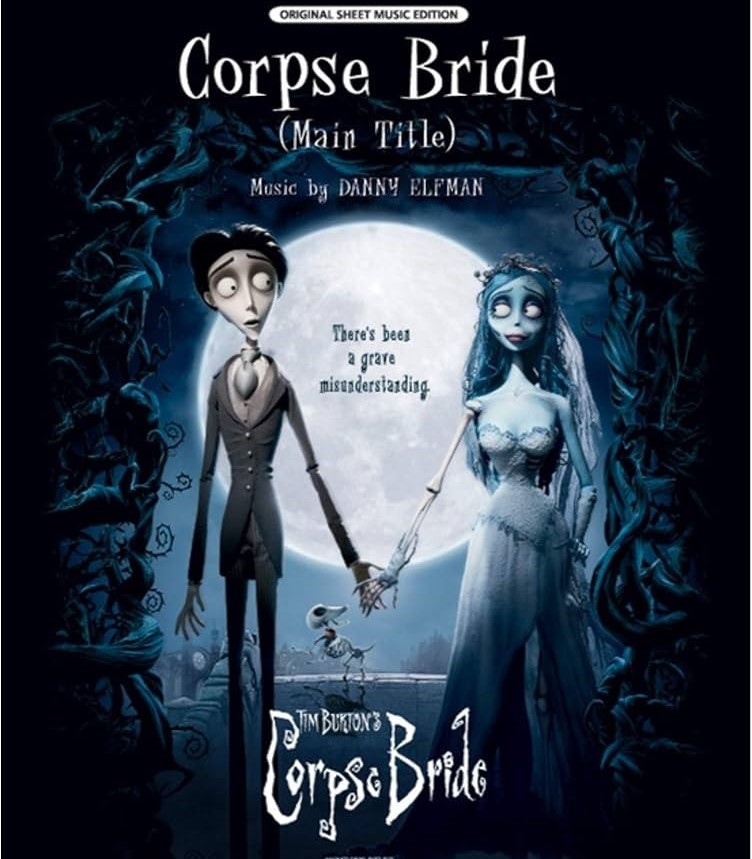 ORIGINAL SHEET MUSIC EDITION
Corpse Bride
(Main Title)
Music by DANNY ELFMAN
There's been
a grave
misunderstanding.
TIM BURTON'S
Corpse Bride